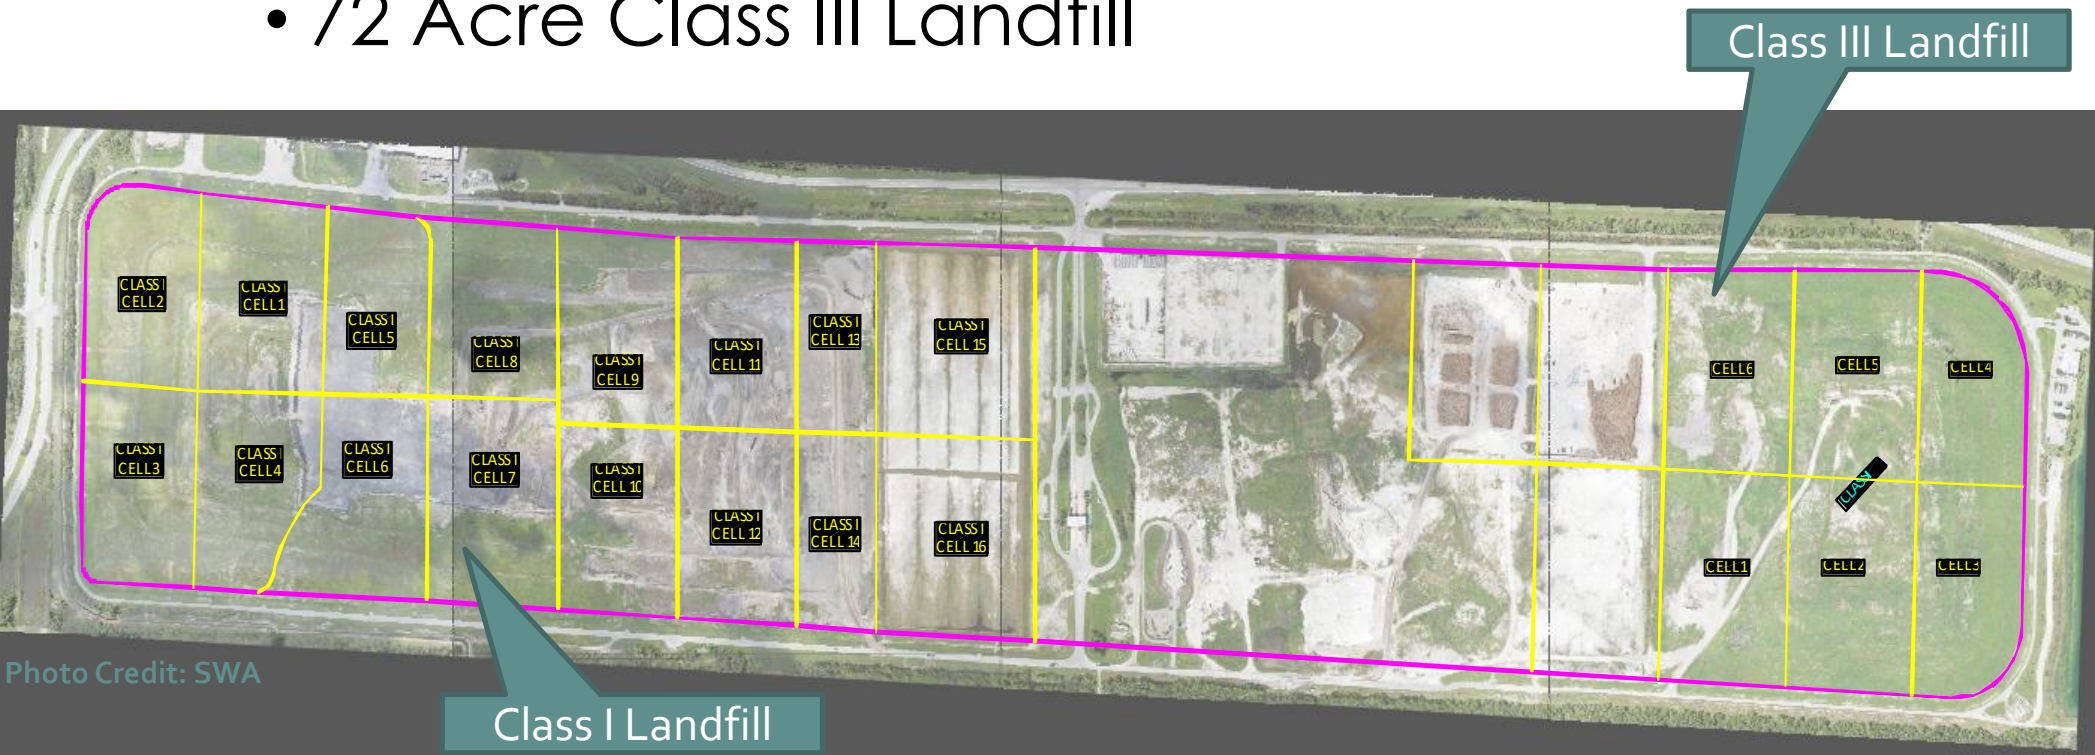 • 72 Acre Class III Landfill
Class III Landfill
CLASS I
CELL2
CLASS I
CELL1
CLASS I
CELL5
CLASS I
CELL8
CLASS I
CELL9
CLASS I
CELL 11
CLASS I
CELL 13
CLASS I
CELL 15
CELL6
CELL5
CELL4
CLASS I
CELL3
CLASS I
CELL4
CLASS I
CELL6
CLASS I
CELL7
CLASS I
CELL 10
CLASS I
CELL 12
CLASS I
CELL 14
CLASS I
CELL 16
CELL1
CELL2
CELL3
Photo Credit: SWA
Class I Landfill